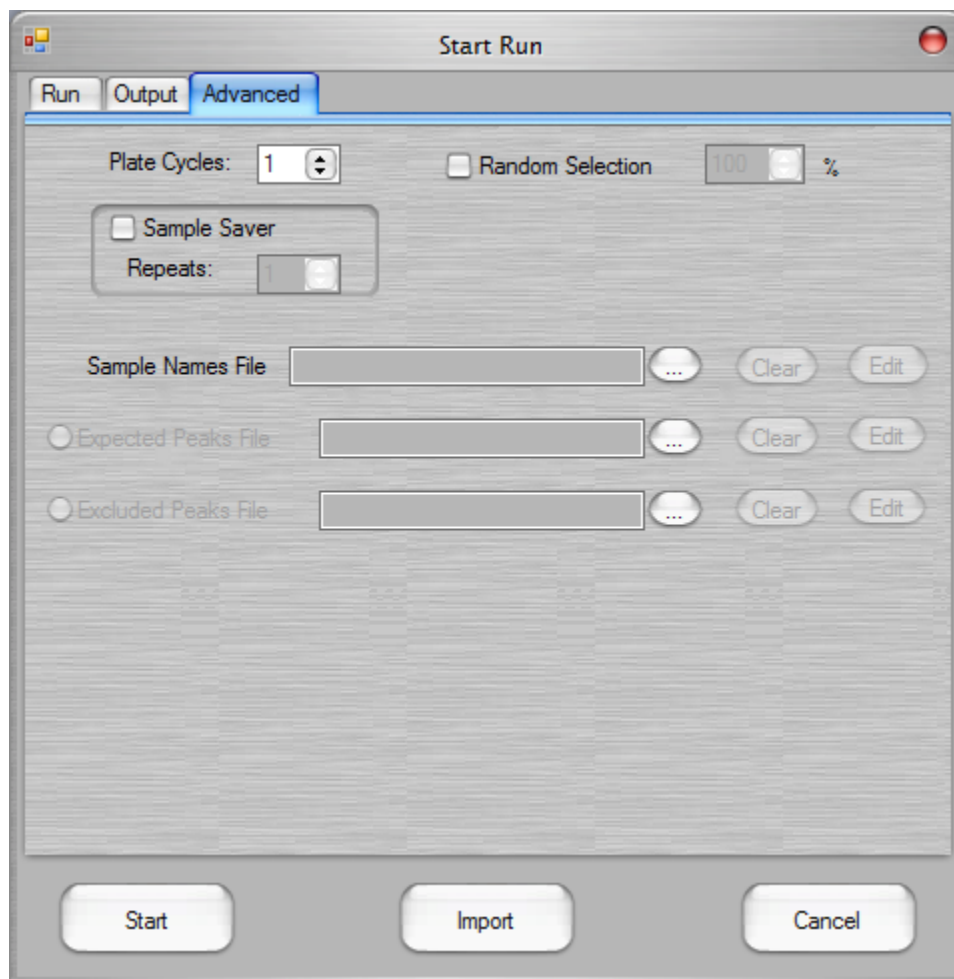 Start Run
Run Output Advanced
Plate Cycles: 1 Random Selection 100 %
Sample Saver
Repeats: 1
Sample Names File ... Clear Edit
Expected Peaks File ... Clear Edit
Excluded Peaks File ... Clear Edit
Start Import Cancel